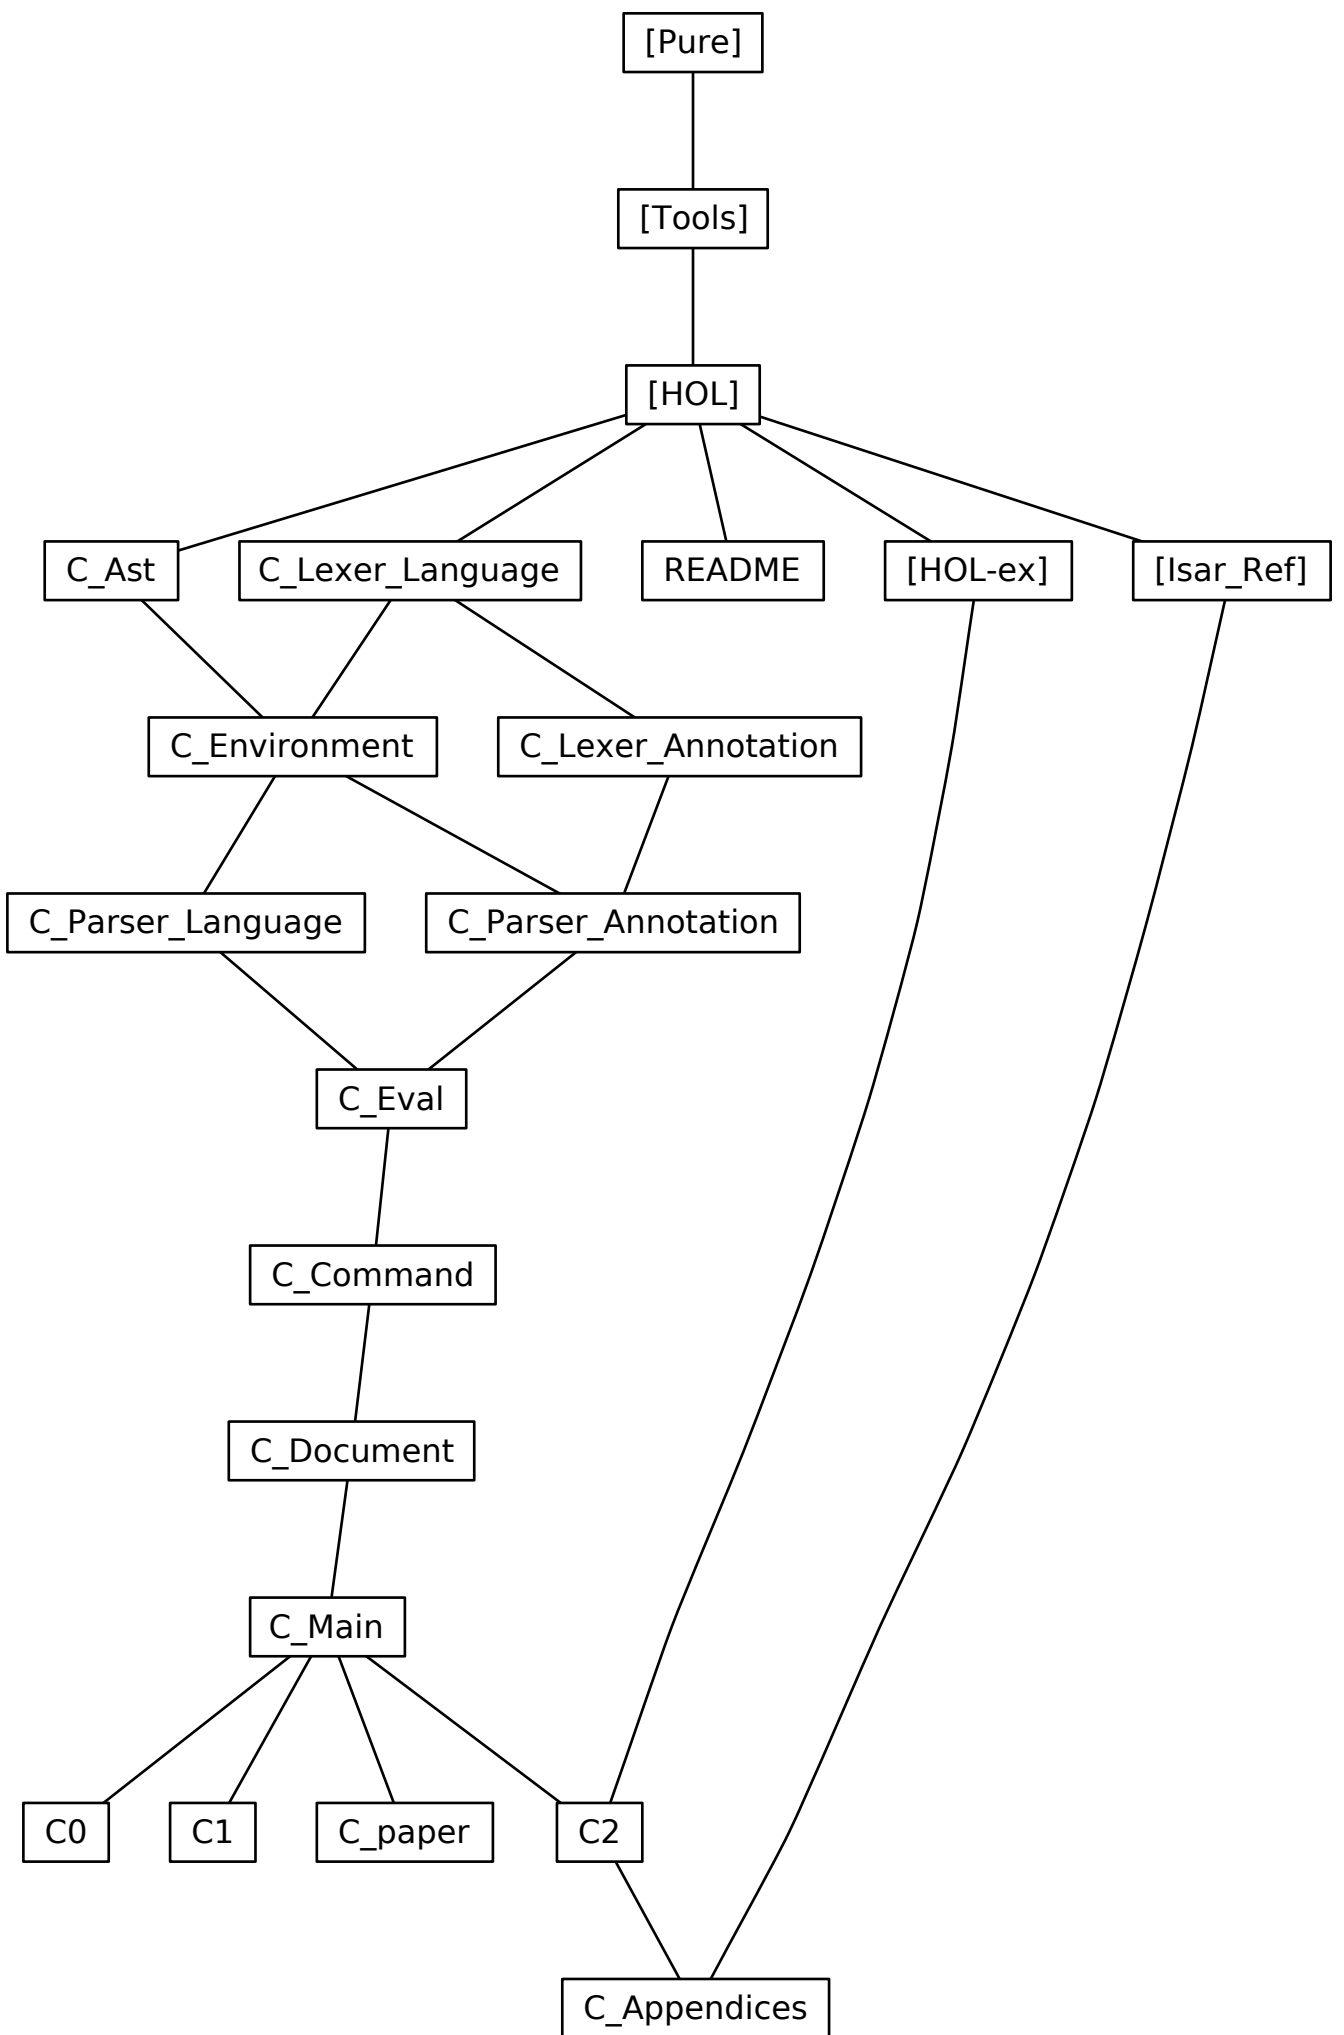 [Pure]
[Tools]
[HOL]
C_Ast
C_Lexer_Language
README
[HOL-ex]
[Isar_Ref]
C_Environment
C_Lexer_Annotation
C_Parser_Language
C_Parser_Annotation
C_Eval
C_Command
C_Document
C_Main
C0
C1
C_paper
C2
C_Appendices